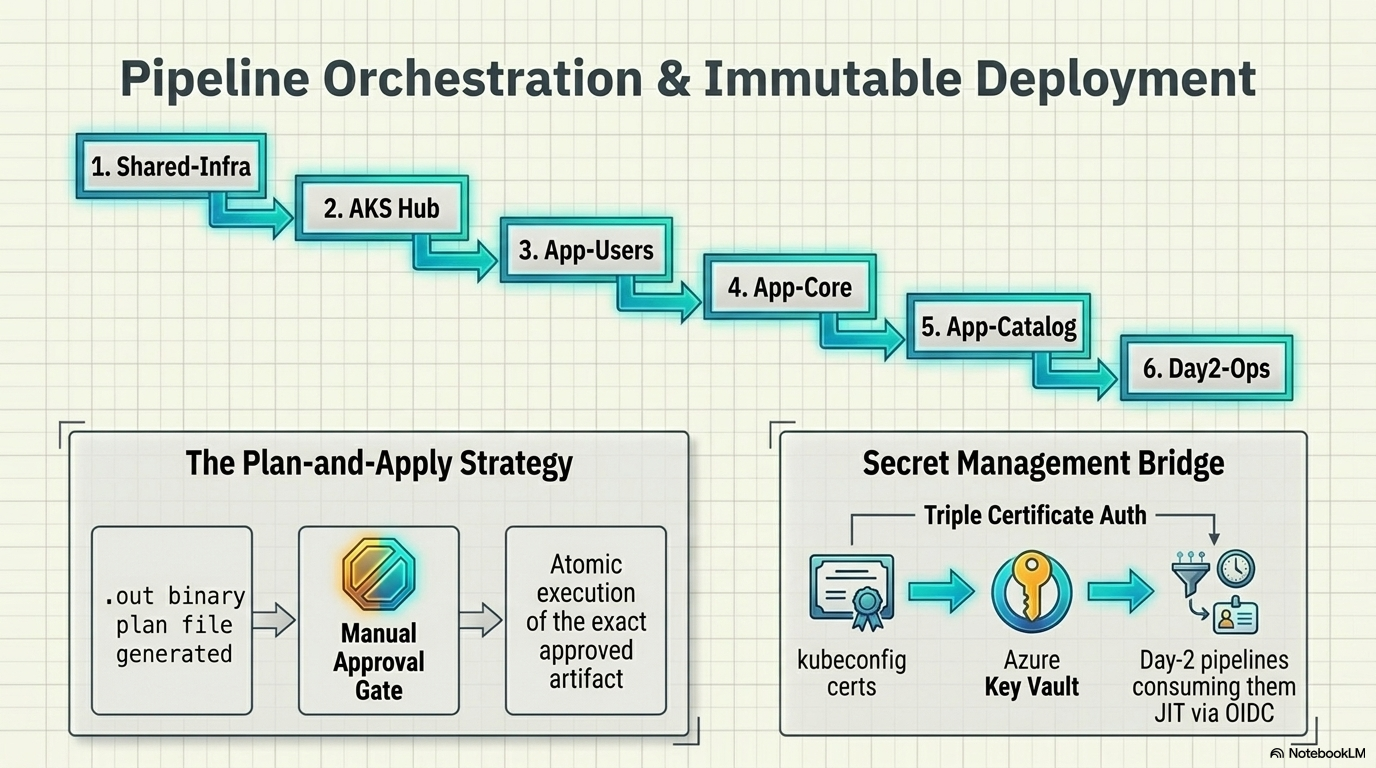 Pipeline Orchestration & Immutable Deployment
1. Shared-Infra
2. AKS Hub
3. App-Users
4. App-Core
5. App-Catalog
6. Day2-Ops
The Plan-and-Apply Strategy
.out binary
plan file
generated
Manual
Approval
Gate
Atomic
execution
of the exact
approved
artifact
Secret Management Bridge
Triple Certificate Auth
kubeconfig
certs
Azure
Key Vault
Day-2 pipelines
consuming them
JIT via OIDC
NotebookLM